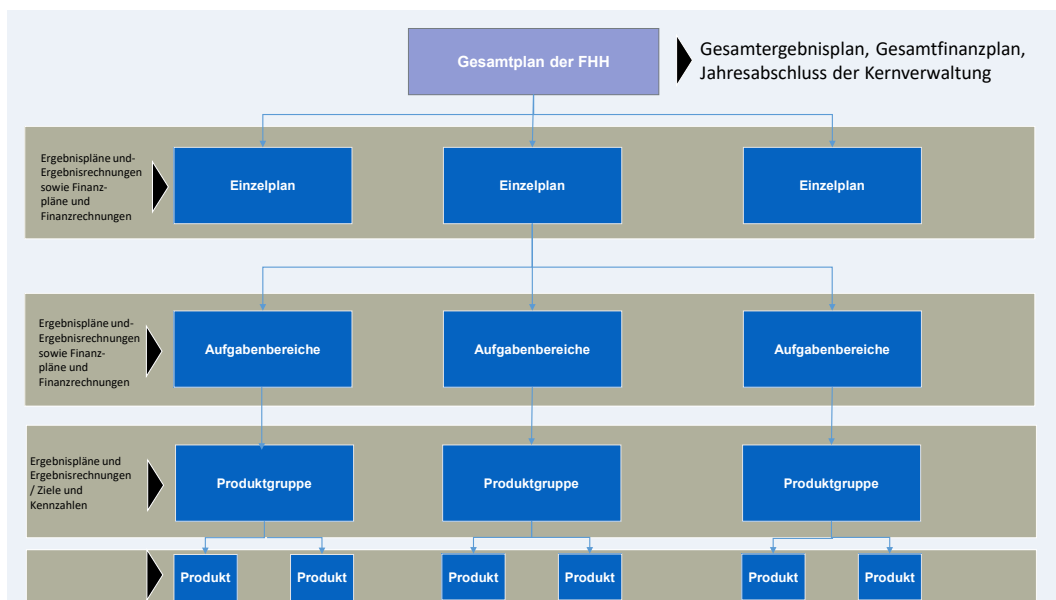 Gesamtplan der FHH
Gesamtergebnisplan, Gesamtfinanzplan,
Jahresabschluss der Kernverwaltung
Ergebnispläne und-
Ergebnisrechnungen
sowie Finanz-
pläne und
Finanzrechnungen
Einzelplan
Einzelplan
Einzelplan
Ergebnispläne und-
Ergebnisrechnungen
sowie Finanz-
pläne und
Finanzrechnungen
Aufgabenbereiche
Aufgabenbereiche
Aufgabenbereiche
Ergebnispläne und
Ergebnisrechnungen
/ Ziele und
Kennzahlen
Produktgruppe
Produktgruppe
Produktgruppe
Produkt
Produkt
Produkt
Produkt
Produkt
Produkt